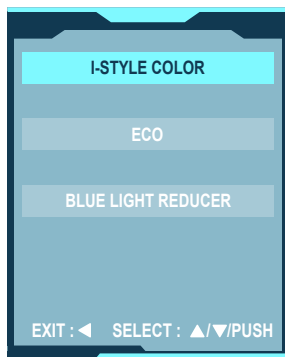 I-STYLE COLOR
ECO
BLUE LIGHT REDUCER
EXIT : ◀ SELECT : ▲/▼/PUSH